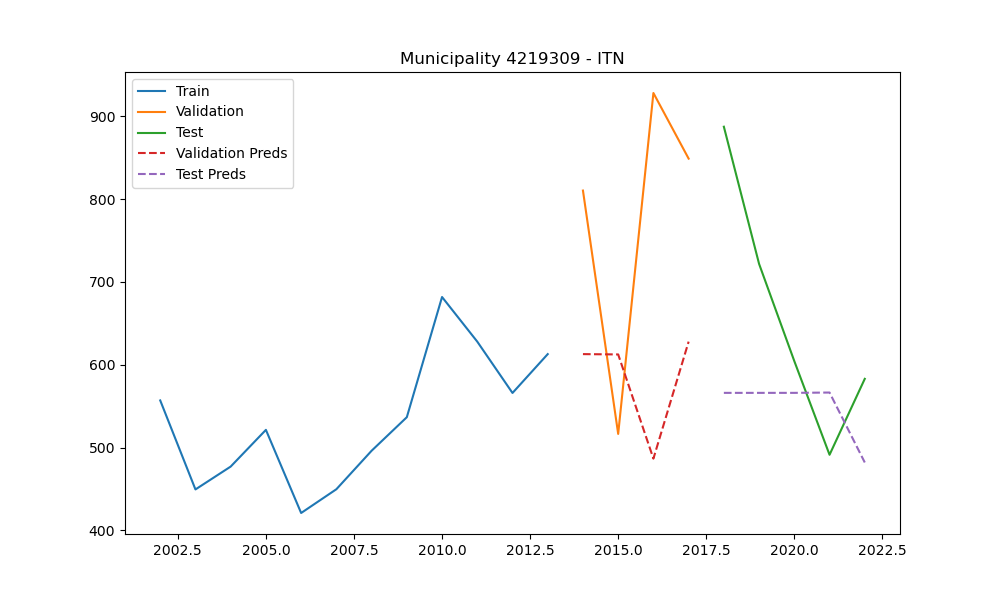 Municipality 4219309 - ITN
Train
Validation
Test
Validation Preds
Test Preds
900
800
700
600
500
400
2002.5 2005.0 2007.5 2010.0 2012.5 2015.0 2017.5 2020.0 2022.5